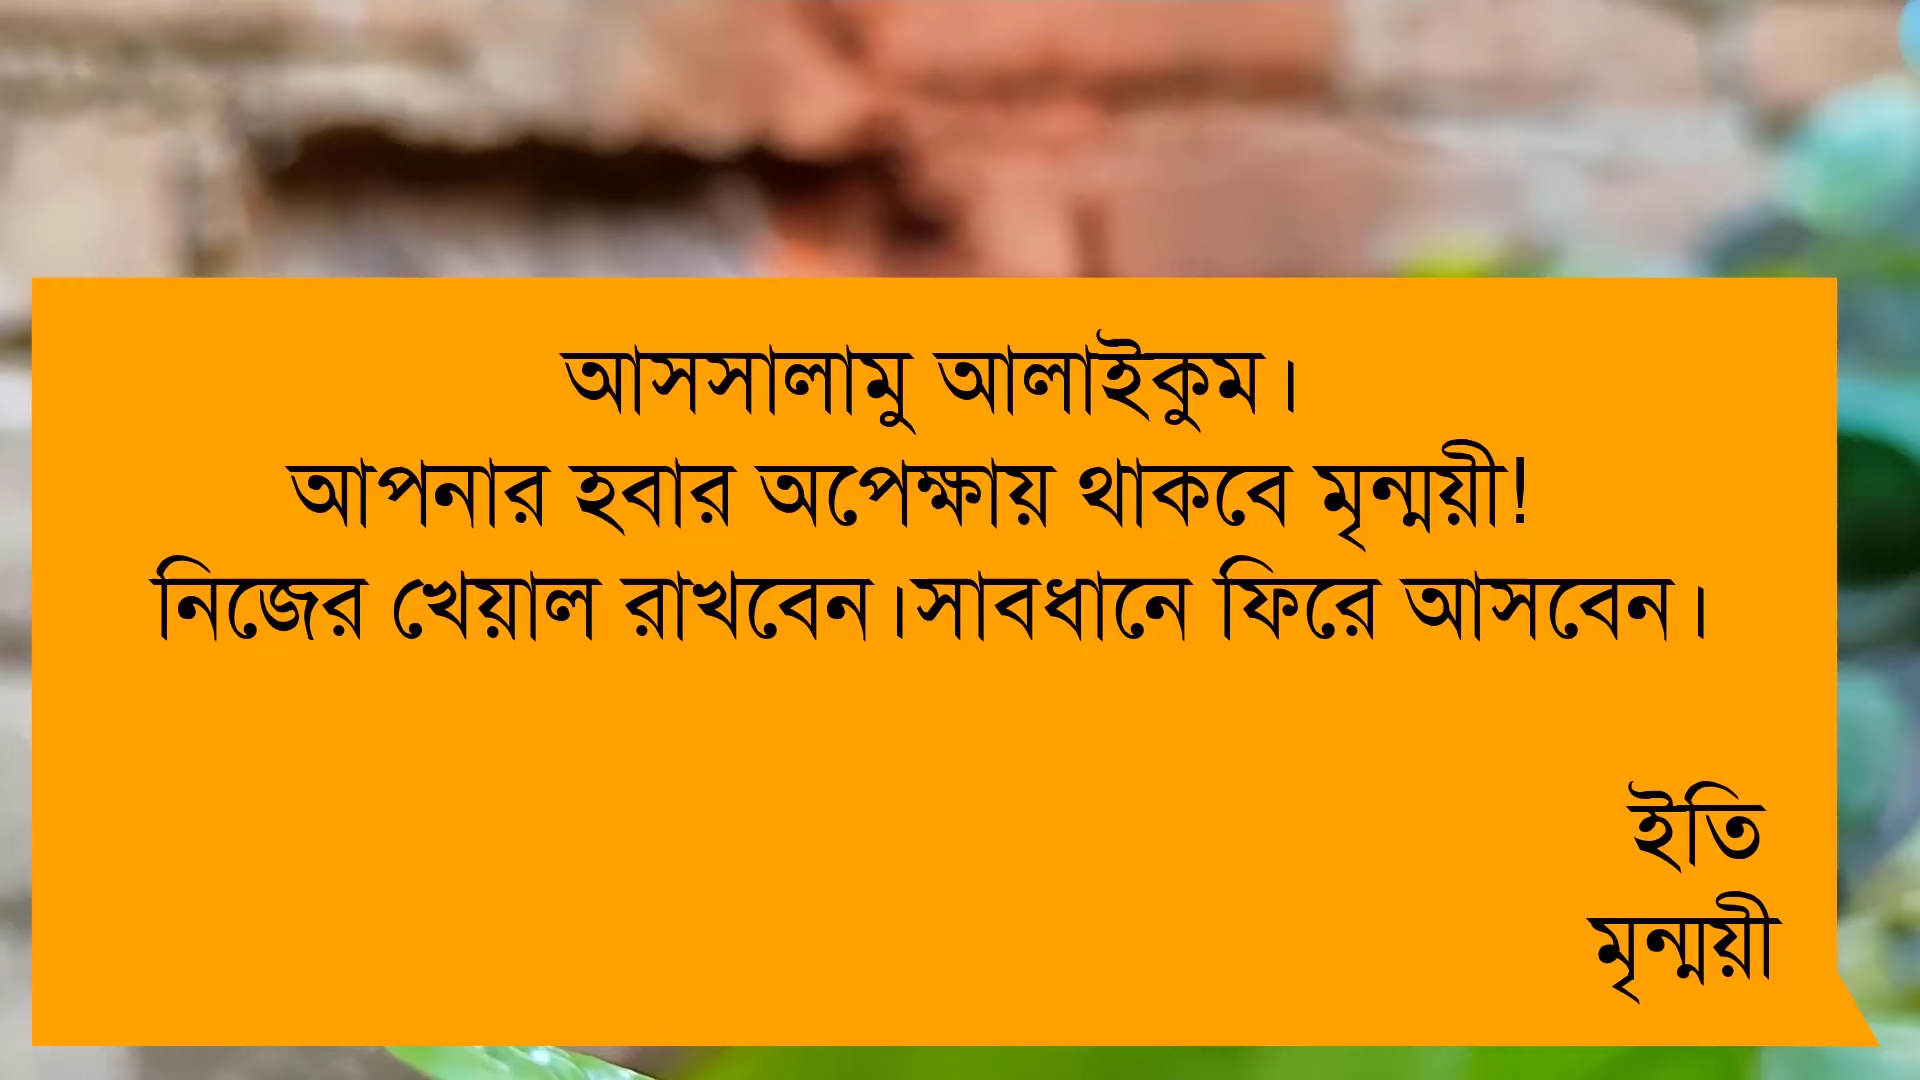 আসসালামু আলাইকুম।
আপনার হবার অপেক্ষায় থাকবে মৃন্ময়ী!
নিজের খেয়াল রাখবেন।সাবধানে ফিরে আসবেন।
ইতি
মৃন্ময়ী